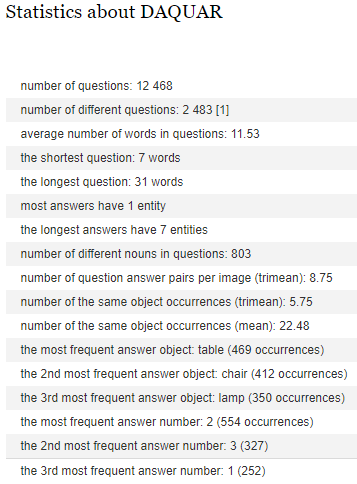 Statistics about DAQUAR
number of questions: 12 468
number of different questions: 2 483 [1]
average number of words in questions: 11.53
the shortest question: 7 words
the longest question: 31 words
most answers have 1 entity
the longest answers have 7 entities
number of different nouns in questions: 803
number of question answer pairs per image (trimean): 8.75
number of the same object occurrences (trimean): 5.75
number of the same object occurrences (mean): 22.48
the most frequent answer object: table (469 occurrences)
the 2nd most frequent answer object: chair (412 occurrences)
the 3rd most frequent answer object: lamp (350 occurrences)
the most frequent answer number: 2 (554 occurrences)
the 2nd most frequent answer number: 3 (327)
the 3rd most frequent answer number: 1 (252)